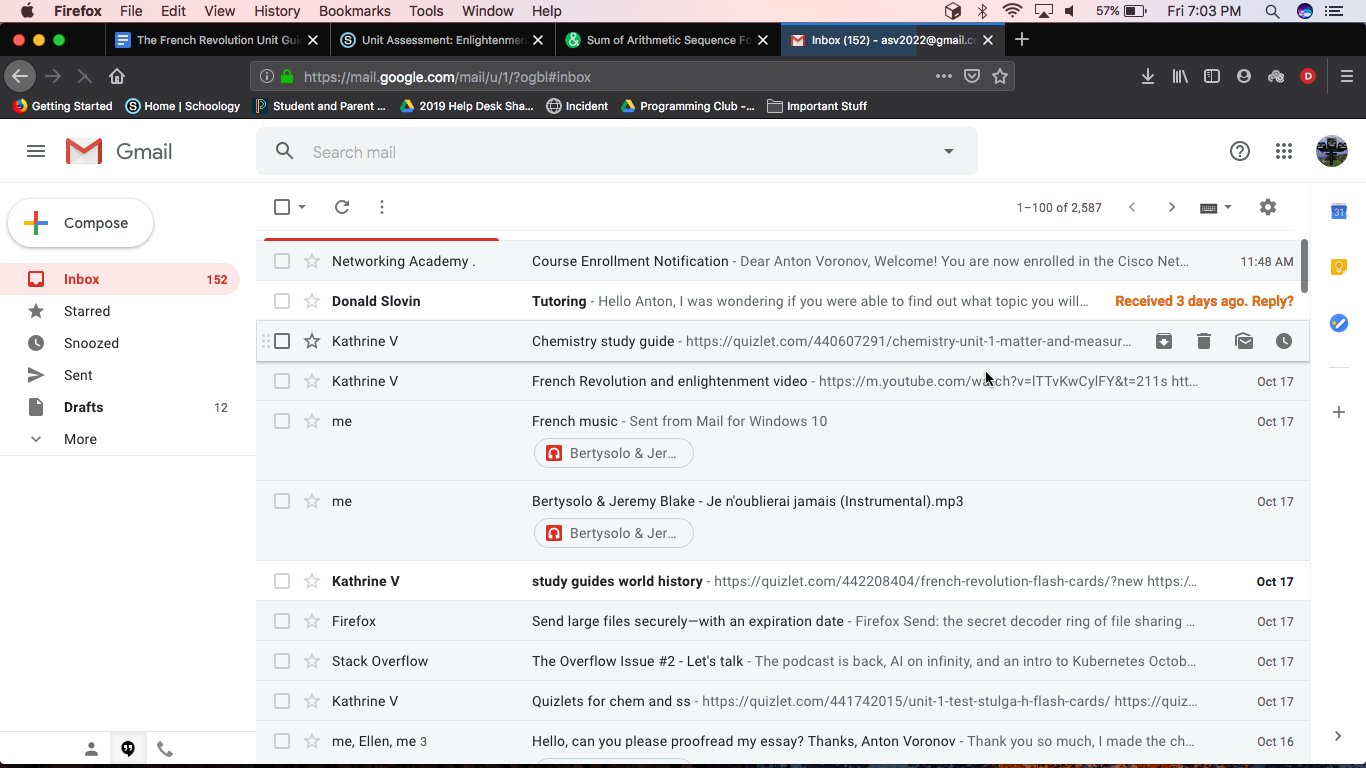 Firefox File Edit View History Bookmarks Tools Window Help 57% Fri 7:03 PM
The French Revolution Unit Gui Unit Assessment: Enlightenmen Sum of Arithmetic Sequence Fo Inbox (152) - asv2022@gmail.c
https://mail.google.com/mail/u/1/?ogbl#inbox
Getting Started Home | Schoology Student and Parent ... 2019 Help Desk Sha... Incident Programming Club -... Important Stuff
Gmail Search mail
Compose 1–100 of 2,587
Inbox 152
Starred
Snoozed
Sent
Drafts 12
More
Networking Academy . Course Enrollment Notification - Dear Anton Voronov, Welcome! You are now enrolled in the Cisco Net... 11:48 AM
Donald Slovin Tutoring - Hello Anton, I was wondering if you were able to find out what topic you will... Received 3 days ago. Reply?
Kathrine V Chemistry study guide - https://quizlet.com/440607291/chemistry-unit-1-matter-and-measur...
Kathrine V French Revolution and enlightenment video - https://m.youtube.com/watch?v=lTTvKwCylFY&t=211s htt... Oct 17
me French music - Sent from Mail for Windows 10 Oct 17
Bertysolo & Jer...
me Bertysolo & Jeremy Blake - Je n'oublierai jamais (Instrumental).mp3 Oct 17
Bertysolo & Jer...
Kathrine V study guides world history - https://quizlet.com/442208404/french-revolution-flash-cards/?new https:/... Oct 17
Firefox Send large files securely—with an expiration date - Firefox Send: the secret decoder ring of file sharing ... Oct 17
Stack Overflow The Overflow Issue #2 - Let's talk - The podcast is back, AI on infinity, and an intro to Kubernetes Octob... Oct 17
Kathrine V Quizlets for chem and ss - https://quizlet.com/441742015/unit-1-test-stulga-h-flash-cards/ https://quiz... Oct 17
me, Ellen, me 3 Hello, can you please proofread my essay? Thanks, Anton Voronov - Thank you so much, I made the ch... Oct 16